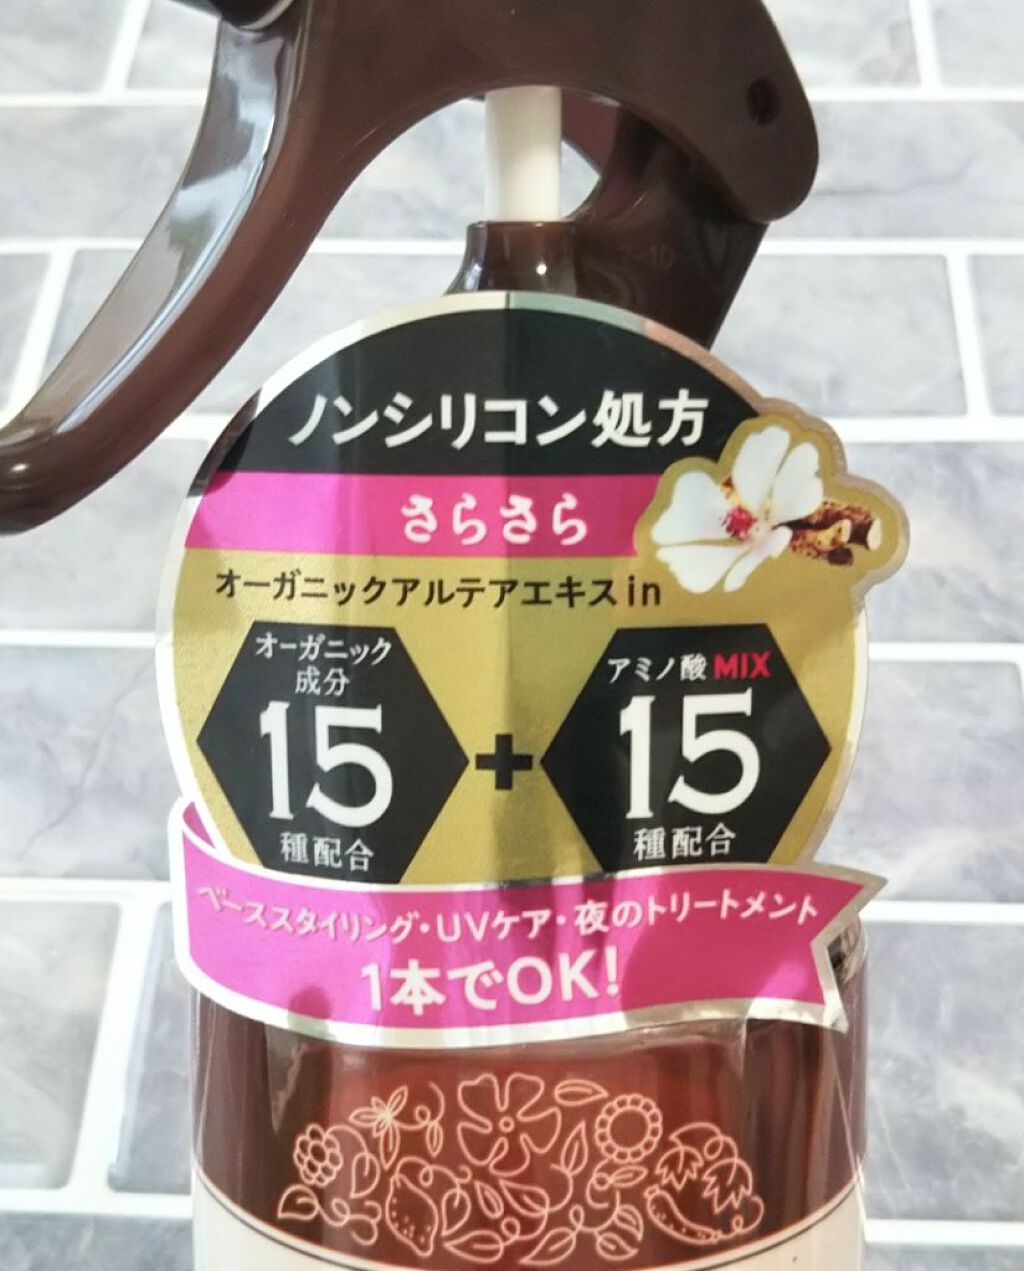 ノンシリコン処方
さらさら
オーガニックアルテアエキスin
オーガニック
成分
15
種配合
+
アミノ酸MIX
15
種配合
ベーススタイリング・UVケア・夜のトリートメント
1本でOK!